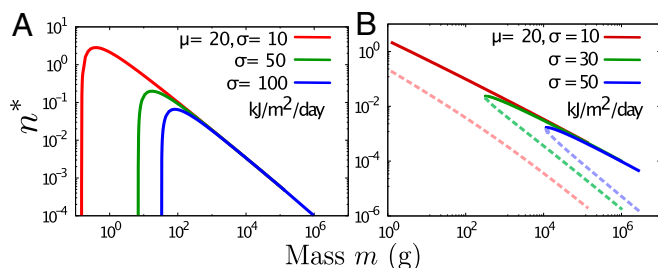 A
B
μ= 20, σ= 10
σ= 50
σ= 100
kJ/m²/day
μ= 20, σ = 10
σ = 30
σ = 50
kJ/m²/day
n*
10¹
10⁰
10⁻¹
10⁻²
10⁻³
10⁻⁴
10⁰
10⁻²
10⁻⁴
10⁻⁶
10⁰ 10² 10⁴ 10⁶
10⁰ 10² 10⁴ 10⁶
Mass m (g)